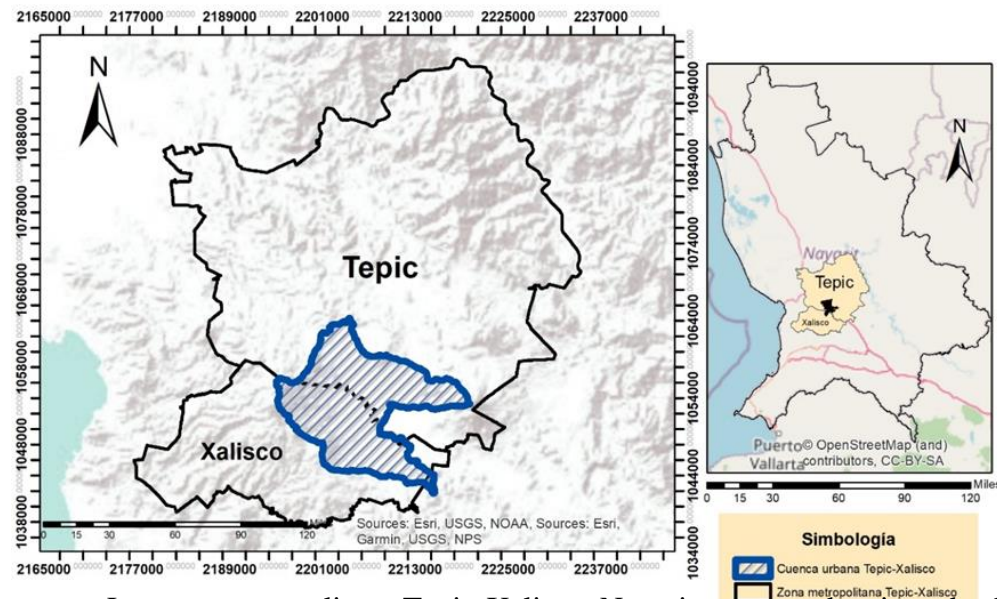 2165000 2177000 2189000 2201000 2213000 2225000 2237000
N
1088000
1078000
1068000
1058000
1048000
1038000
Tepic
Xalisco
0 15 30 60 90 120
Sources: Esri, USGS, NOAA, Sources: Esri,
Garmin, USGS, NPS
2165000 2177000 2189000 2201000 2213000 2225000 2237000
1094000
1084000
1074000
1064000
1054000
1044000
1034000
N
Nayarit
Tepic
Xalisco
Puerto
Vallarta
© OpenStreetMap (and)
contributors, CC-BY-SA
Miles
0 15 30 60 90 120
Simbología
Cuenca urbana Tepic-Xalisco
Zona metropolitana Tepic-Xalisco